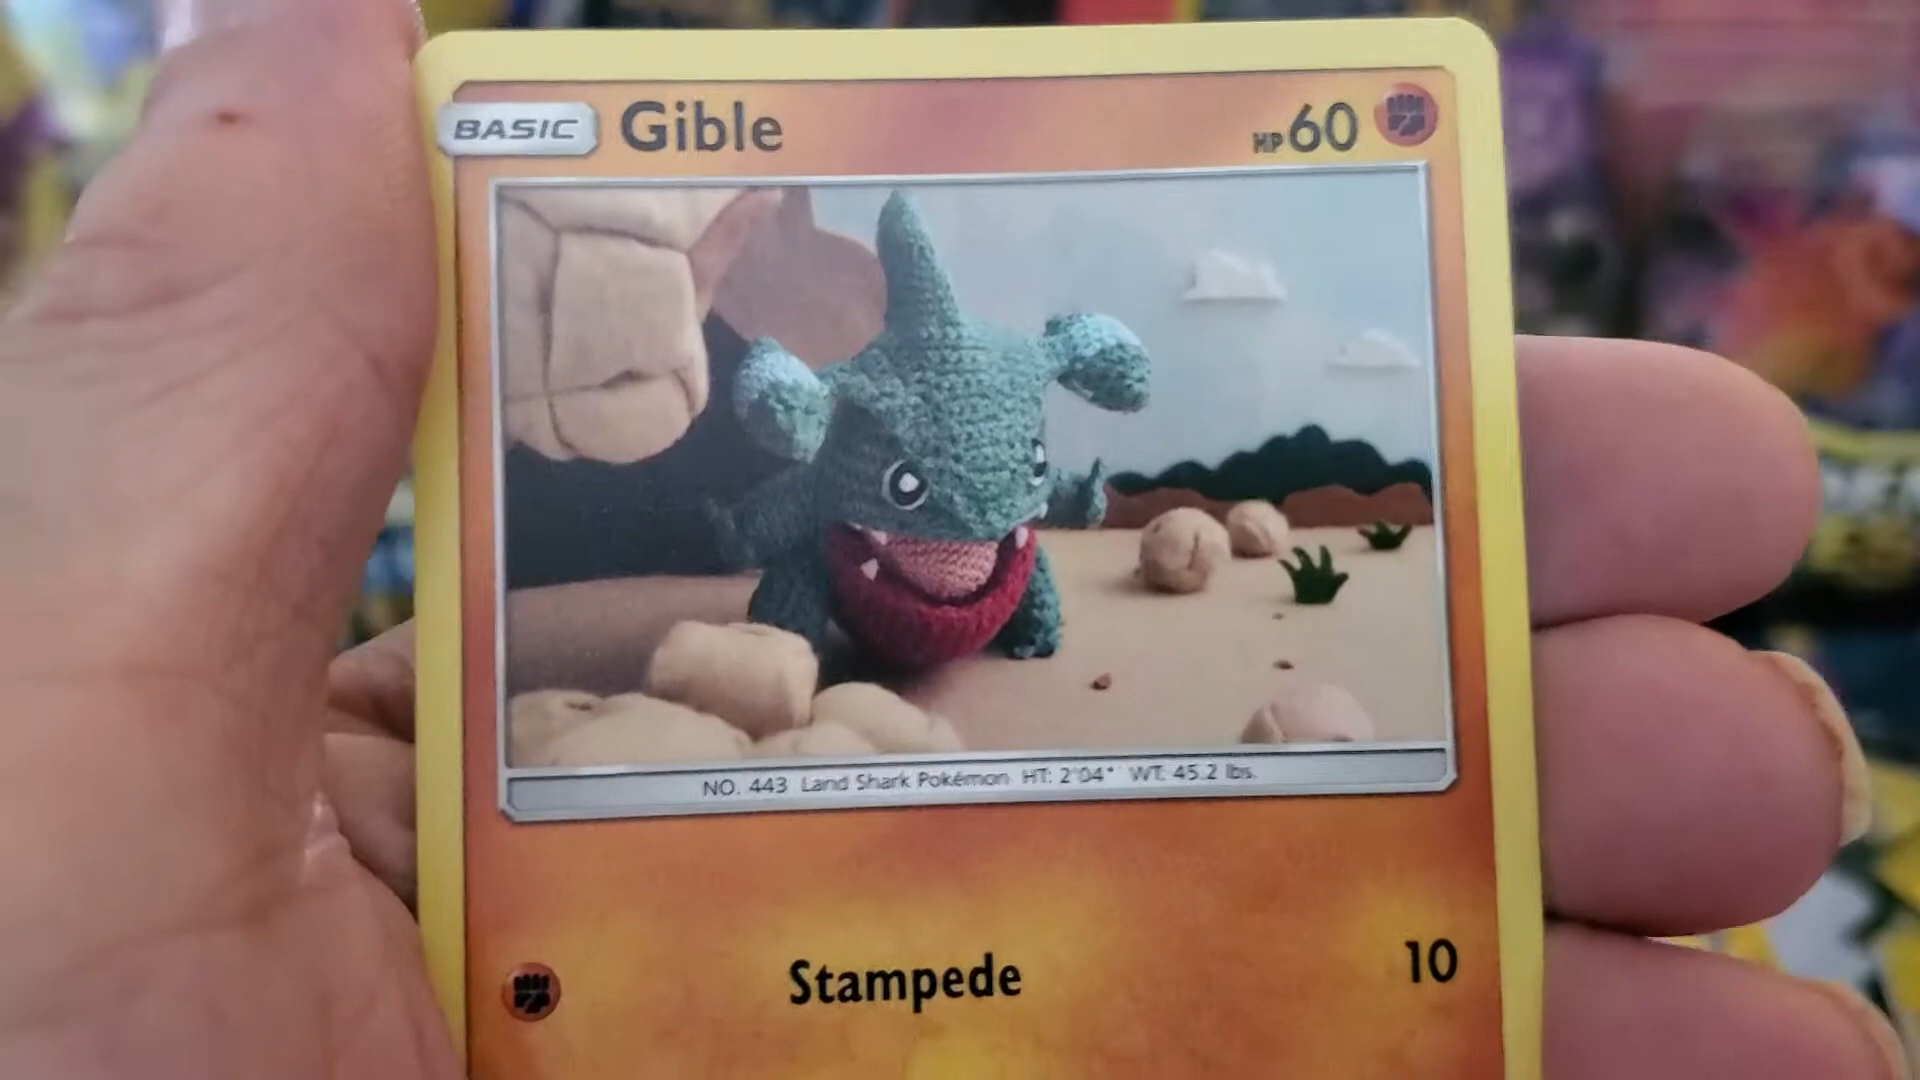 BASIC Gible HP 60
NO. 443 Land Shark Pokémon HT: 2'04" WT: 45.2 lbs.
Stampede 10